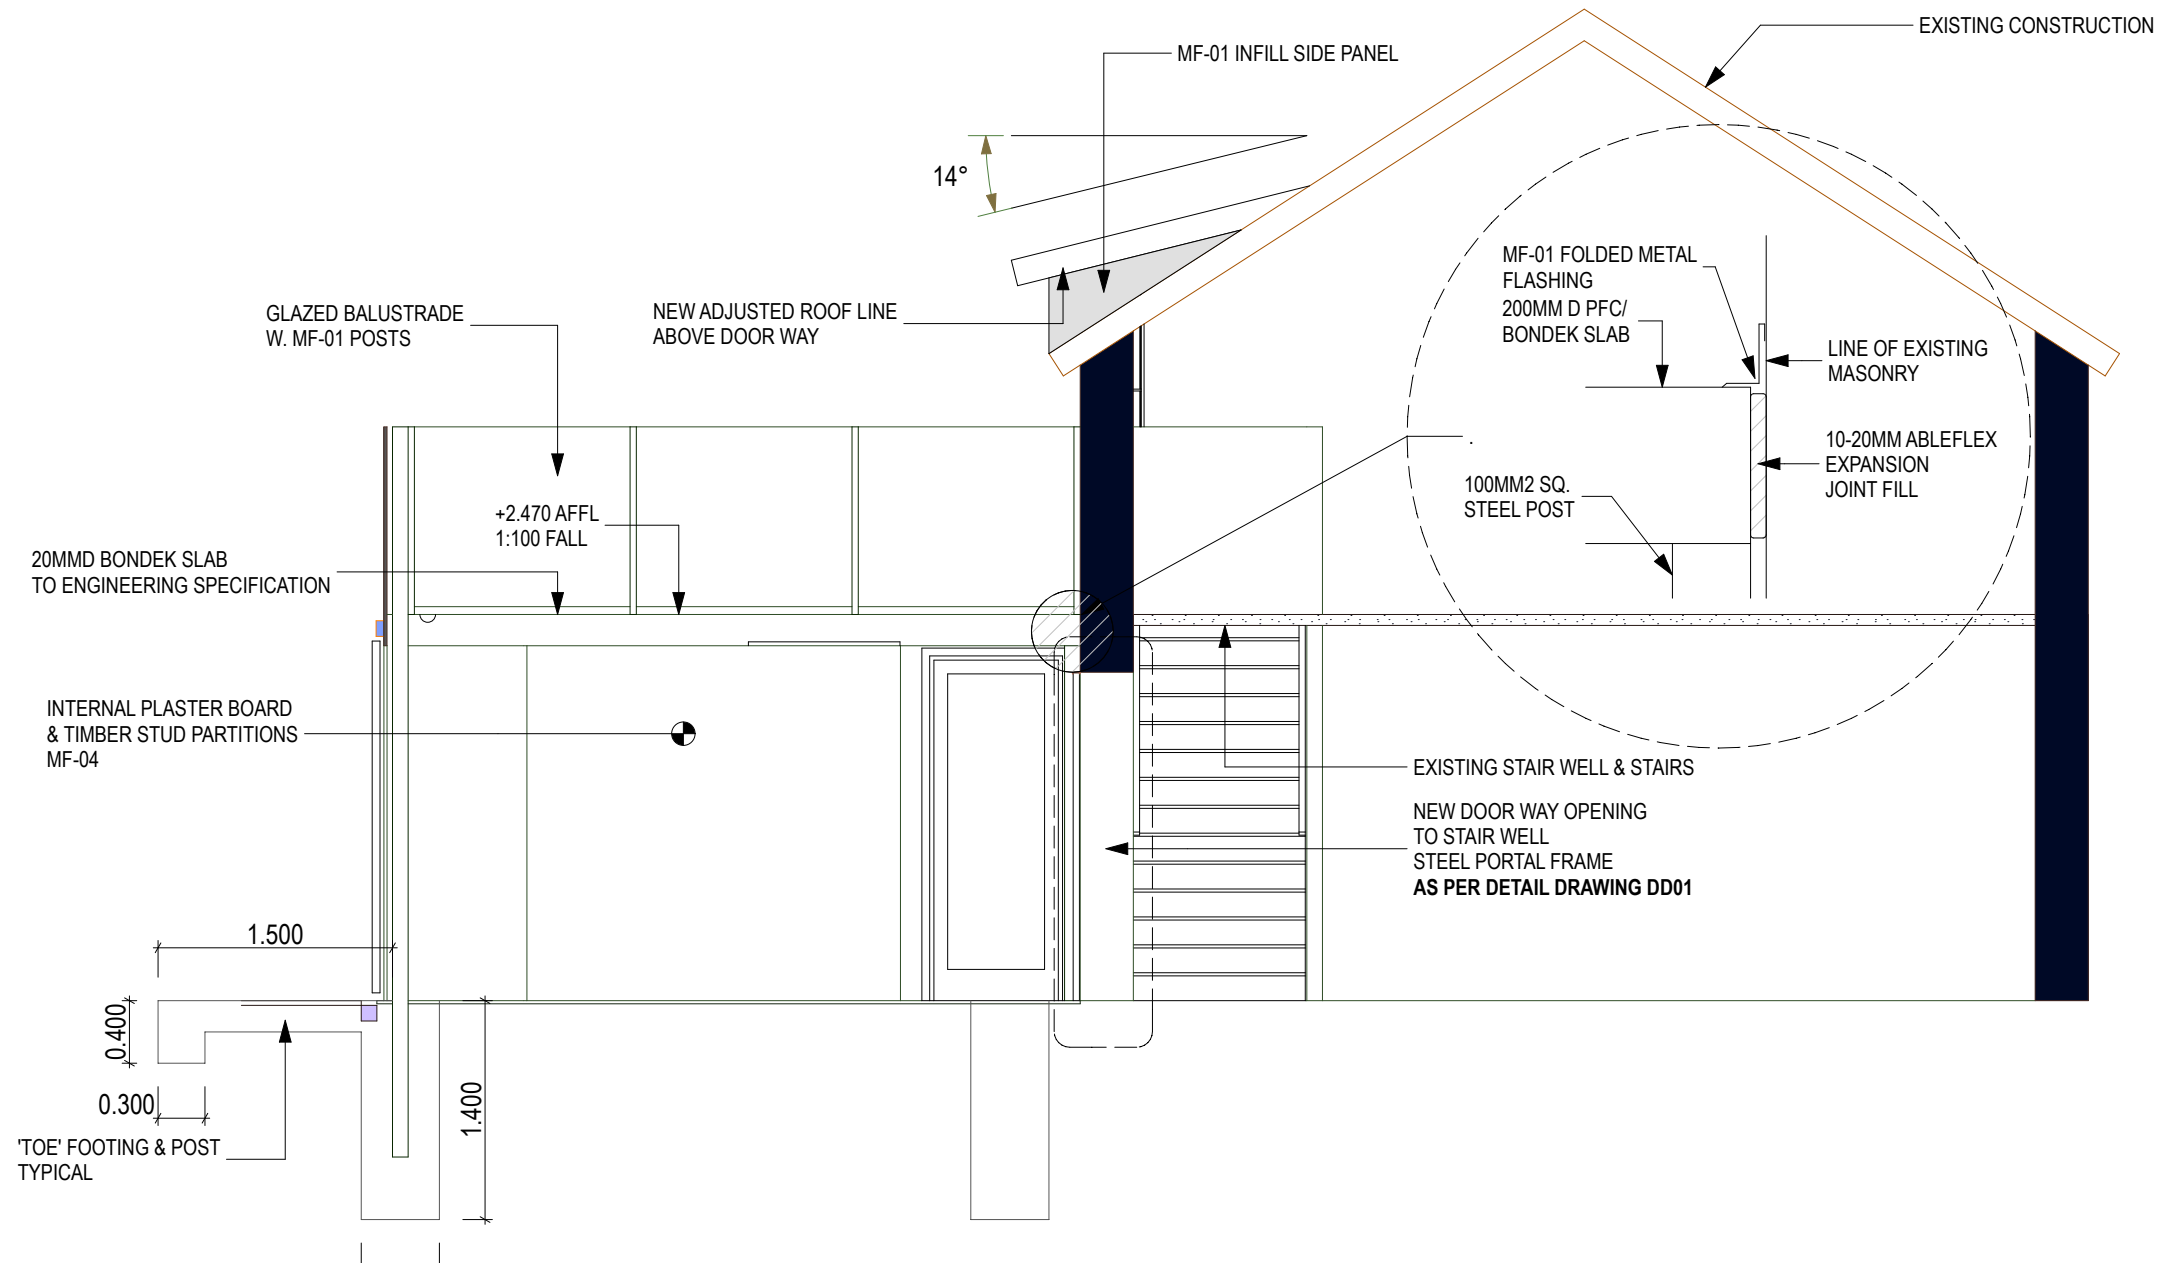 EXISTING CONSTRUCTION
MF-01 INFILL SIDE PANEL
14°
MF-01 FOLDED METAL
FLASHING
200MM D PFC/
BONDEK SLAB
GLAZED BALUSTRADE
W. MF-01 POSTS
NEW ADJUSTED ROOF LINE
ABOVE DOOR WAY
LINE OF EXISTING
MASONRY
10-20MM ABLEFLEX
EXPANSION
JOINT FILL
100MM2 SQ.
STEEL POST
+2.470 AFFL
1:100 FALL
20MMD BONDEK SLAB
TO ENGINEERING SPECIFICATION
INTERNAL PLASTER BOARD
& TIMBER STUD PARTITIONS
MF-04
EXISTING STAIR WELL & STAIRS
NEW DOOR WAY OPENING
TO STAIR WELL
STEEL PORTAL FRAME
AS PER DETAIL DRAWING DD01
1.500
0.400
0.300
1.400
'TOE' FOOTING & POST
TYPICAL